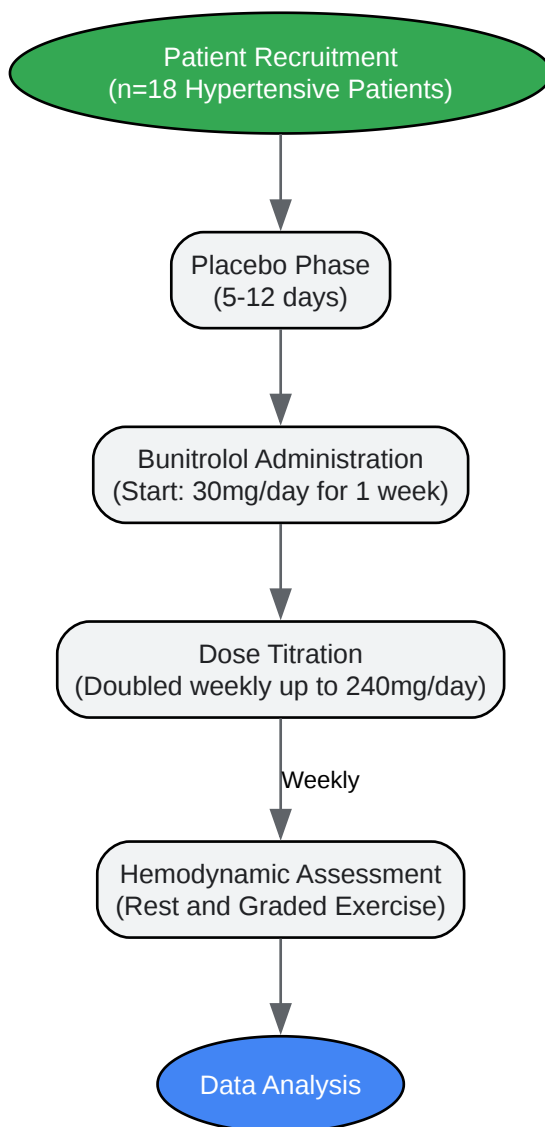 Patient Recruitment
(n=18 Hypertensive Patients)
Placebo Phase
(5-12 days)
Bunitrolol Administration
(Start: 30mg/day for 1 week)
Dose Titration
(Doubled weekly up to 240mg/day)
Weekly
Hemodynamic Assessment
(Rest and Graded Exercise)
Data Analysis